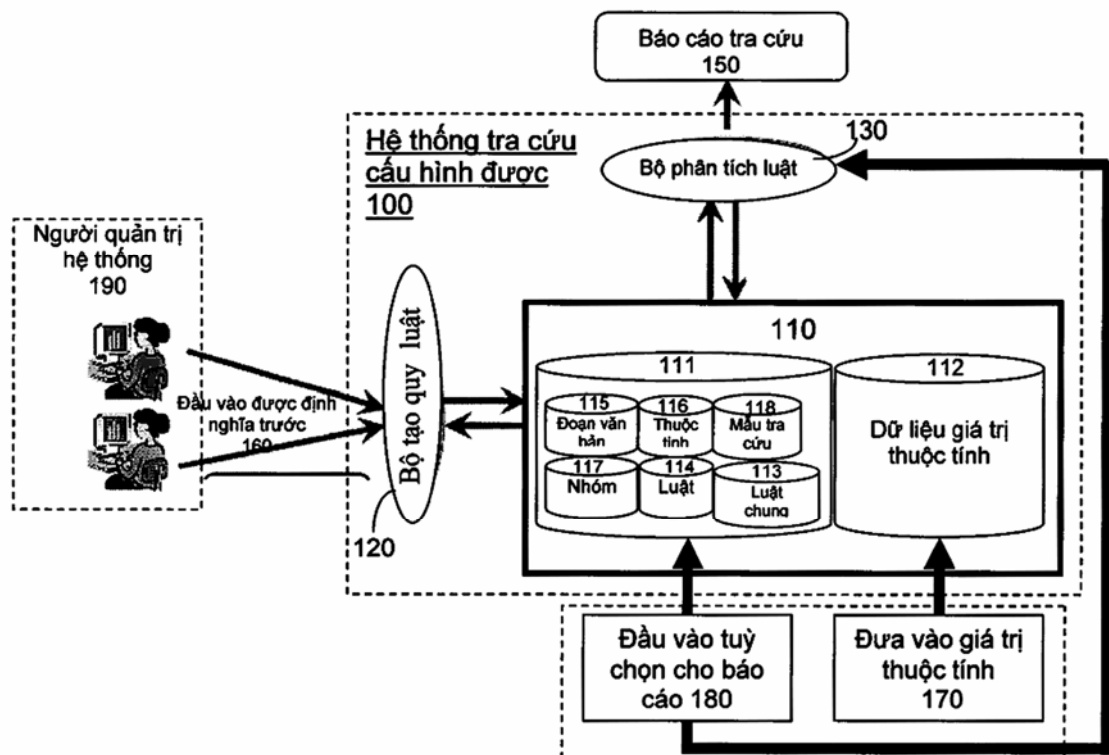 Báo cáo tra cứu
150
Hệ thống tra cứu
cấu hình được
100
130
Bộ phân tích luật
Người quản trị
hệ thống
190
Đầu vào được định
nghĩa trước
160
Bộ tạo quy luật
120
110
111
112
115
Đoạn văn
hản
116
Thuộc
tinh
118
Mẫu tra
cứu
117
Nhóm
114
Luật
113
Luật
chung
Dữ liệu giá trị
thuộc tính
Đầu vào tuỳ
chọn cho báo
cáo 180
Đưa vào giá trị
thuộc tính
170